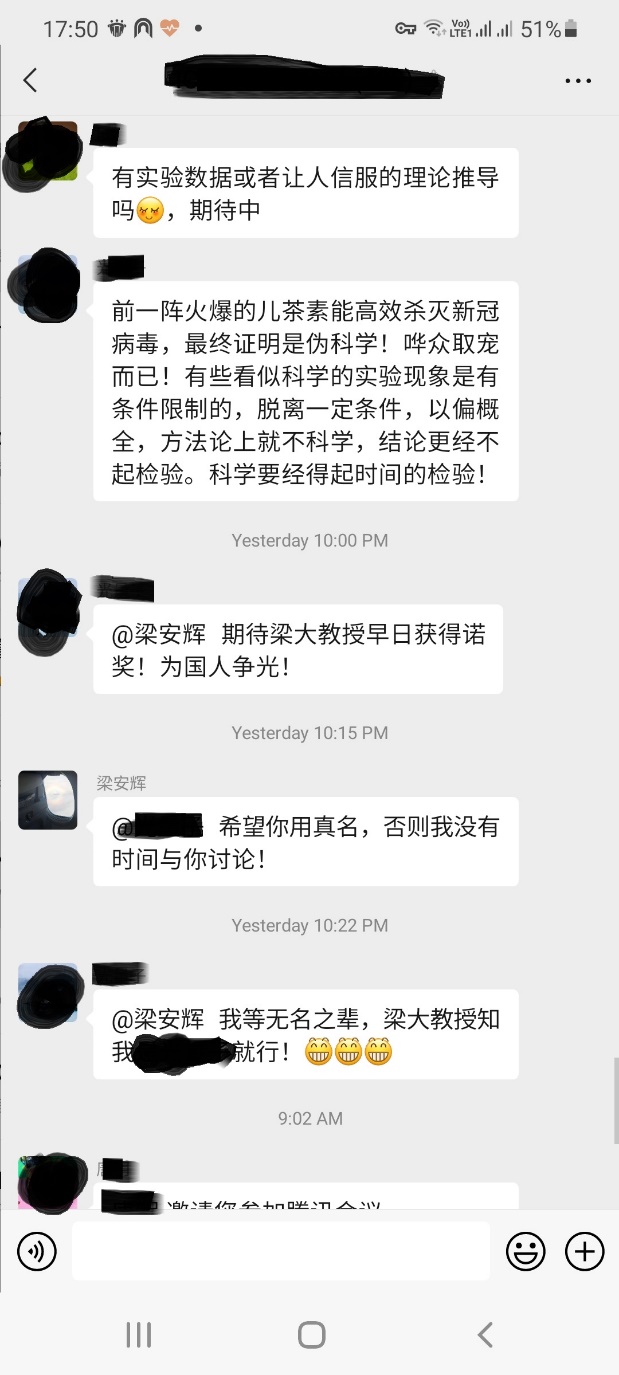 17:50
Vo))
LTE1
51%
有实验数据或者让人信服的理论推导
吗，期待中
前一阵火爆的儿茶素能高效杀灭新冠
病毒，最终证明是伪科学！哗众取宠
而已！有些看似科学的实验现象是有
条件限制的，脱离一定条件，以偏概
全，方法论上就不科学，结论更经不
起检验。科学要经得起时间的检验！
Yesterday 10:00 PM
@梁安辉 期待梁大教授早日获得诺
奖！为国人争光！
Yesterday 10:15 PM
梁安辉
@ 希望你用真名，否则我没有
时间与你讨论！
Yesterday 10:22 PM
@梁安辉 我等无名之辈，梁大教授知
我就行！
9:02 AM
邀请您参加腾讯会议